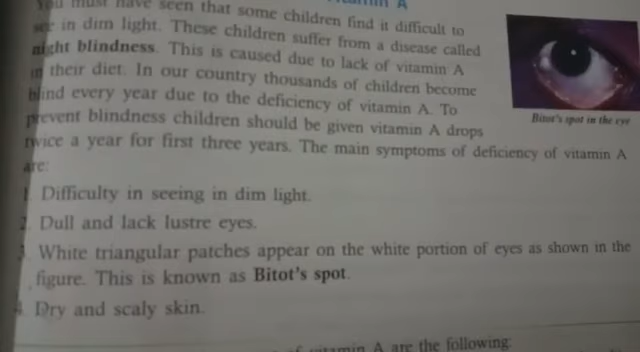 Vitamin A
You must have seen that some children find it difficult to
see in dim light. These children suffer from a disease called
night blindness. This is caused due to lack of vitamin A
in their diet. In our country thousands of children become
blind every year due to the deficiency of vitamin A. To
prevent blindness children should be given vitamin A drops
twice a year for first three years. The main symptoms of deficiency of vitamin A
are:
Bitot's spot in the eye
1. Difficulty in seeing in dim light.
2. Dull and lack lustre eyes.
3. White triangular patches appear on the white portion of eyes as shown in the
figure. This is known as Bitot's spot.
4. Dry and scaly skin.
of vitamin A are the following: